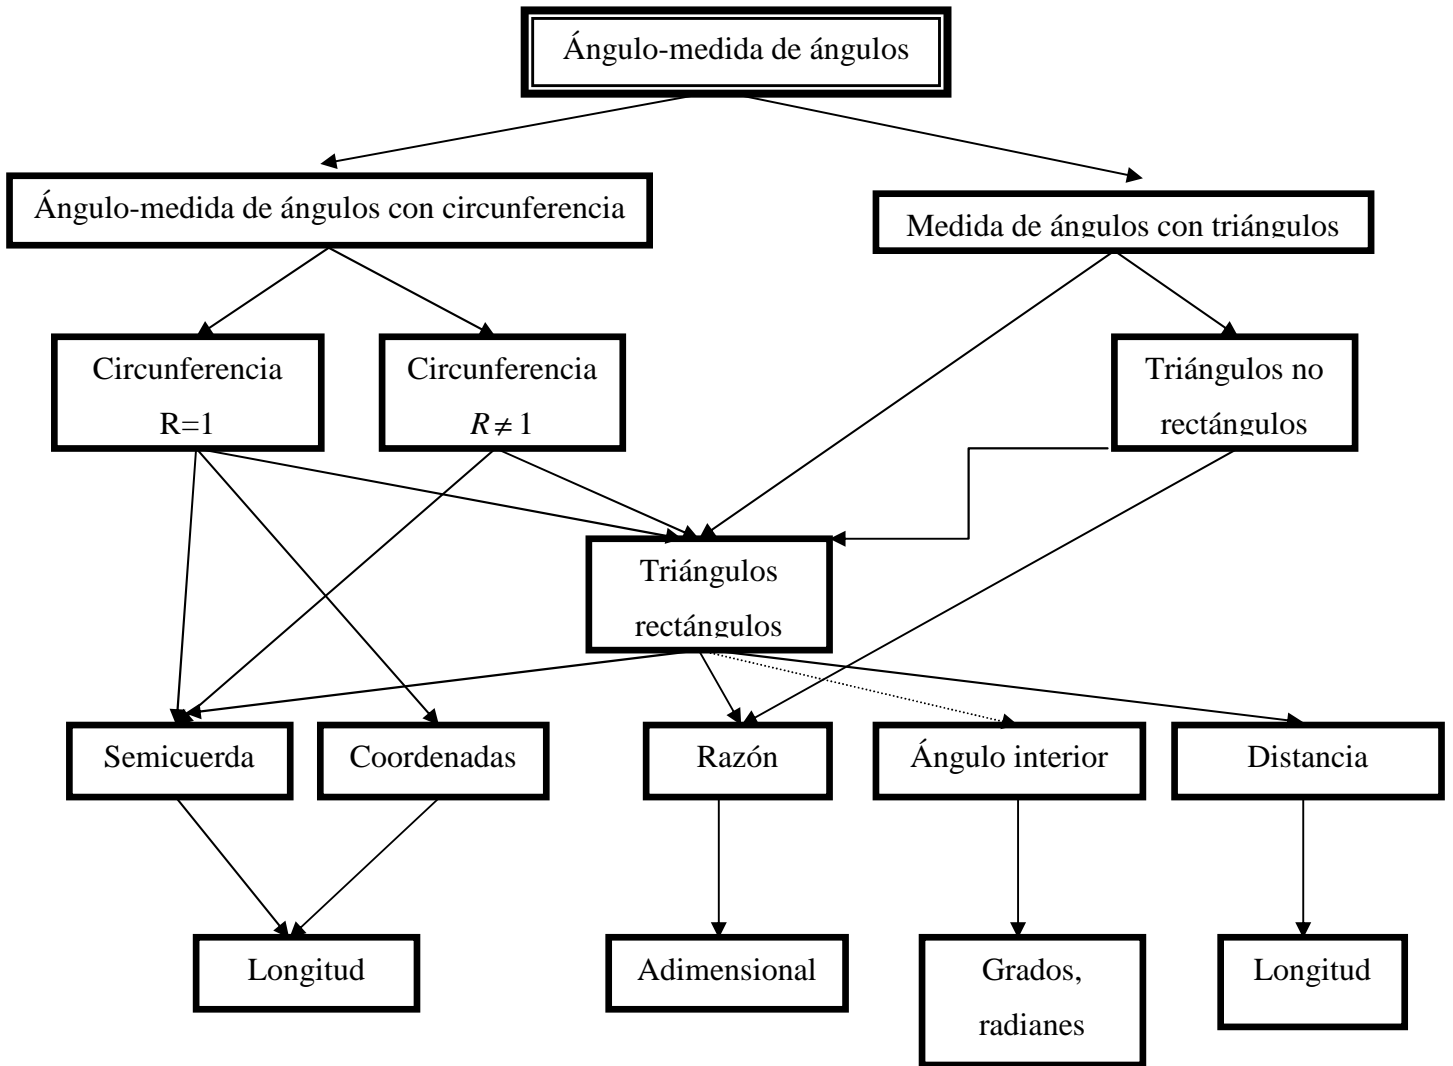 Ángulo-medida de ángulos
Ángulo-medida de ángulos con circunferencia
Medida de ángulos con triángulos
Circunferencia
R=1
Circunferencia
R ≠ 1
Triángulos no
rectángulos
Triángulos
rectángulos
Semicuerda
Coordenadas
Razón
Ángulo interior
Distancia
Longitud
Adimensional
Grados,
radianes
Longitud